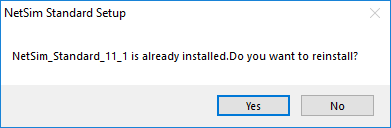 NetSim Standard Setup
NetSim_Standard_11_1 is already installed.Do you want to reinstall?
Yes No